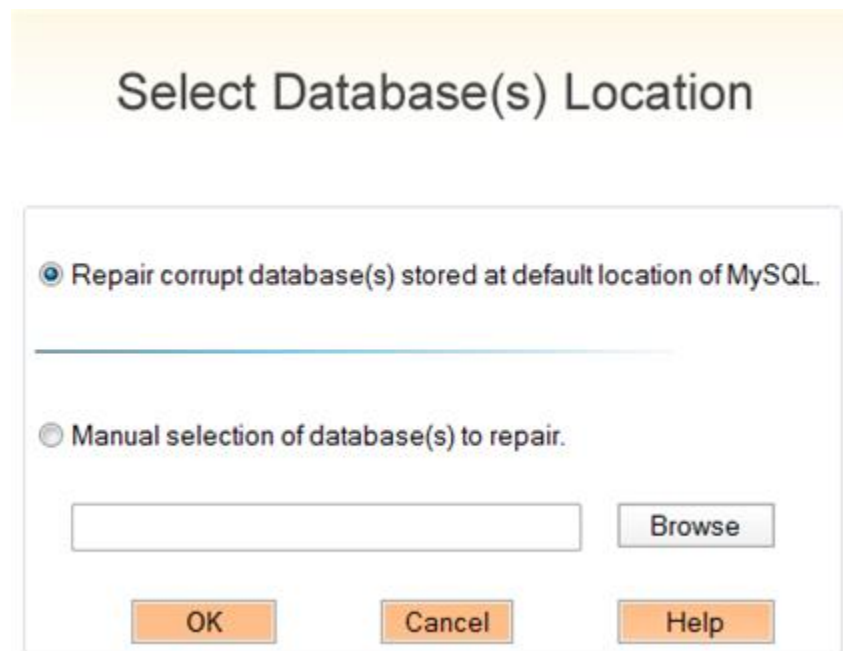 Select Database(s) Location
Repair corrupt database(s) stored at default location of MySQL.
Manual selection of database(s) to repair.
Browse
OK
Cancel
Help